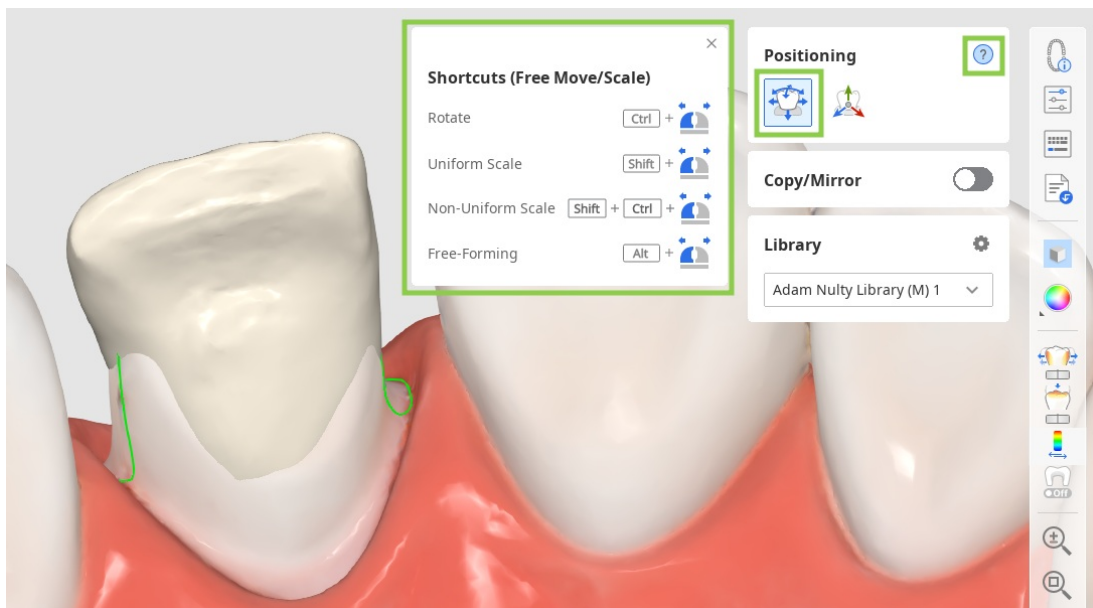 Shortcuts (Free Move/Scale)
Rotate Ctrl +
Uniform Scale Shift +
Non-Uniform Scale Shift + Ctrl +
Free-Forming Alt +
Positioning ?
Copy/Mirror
Library
Adam Nulty Library (M) 1
Off